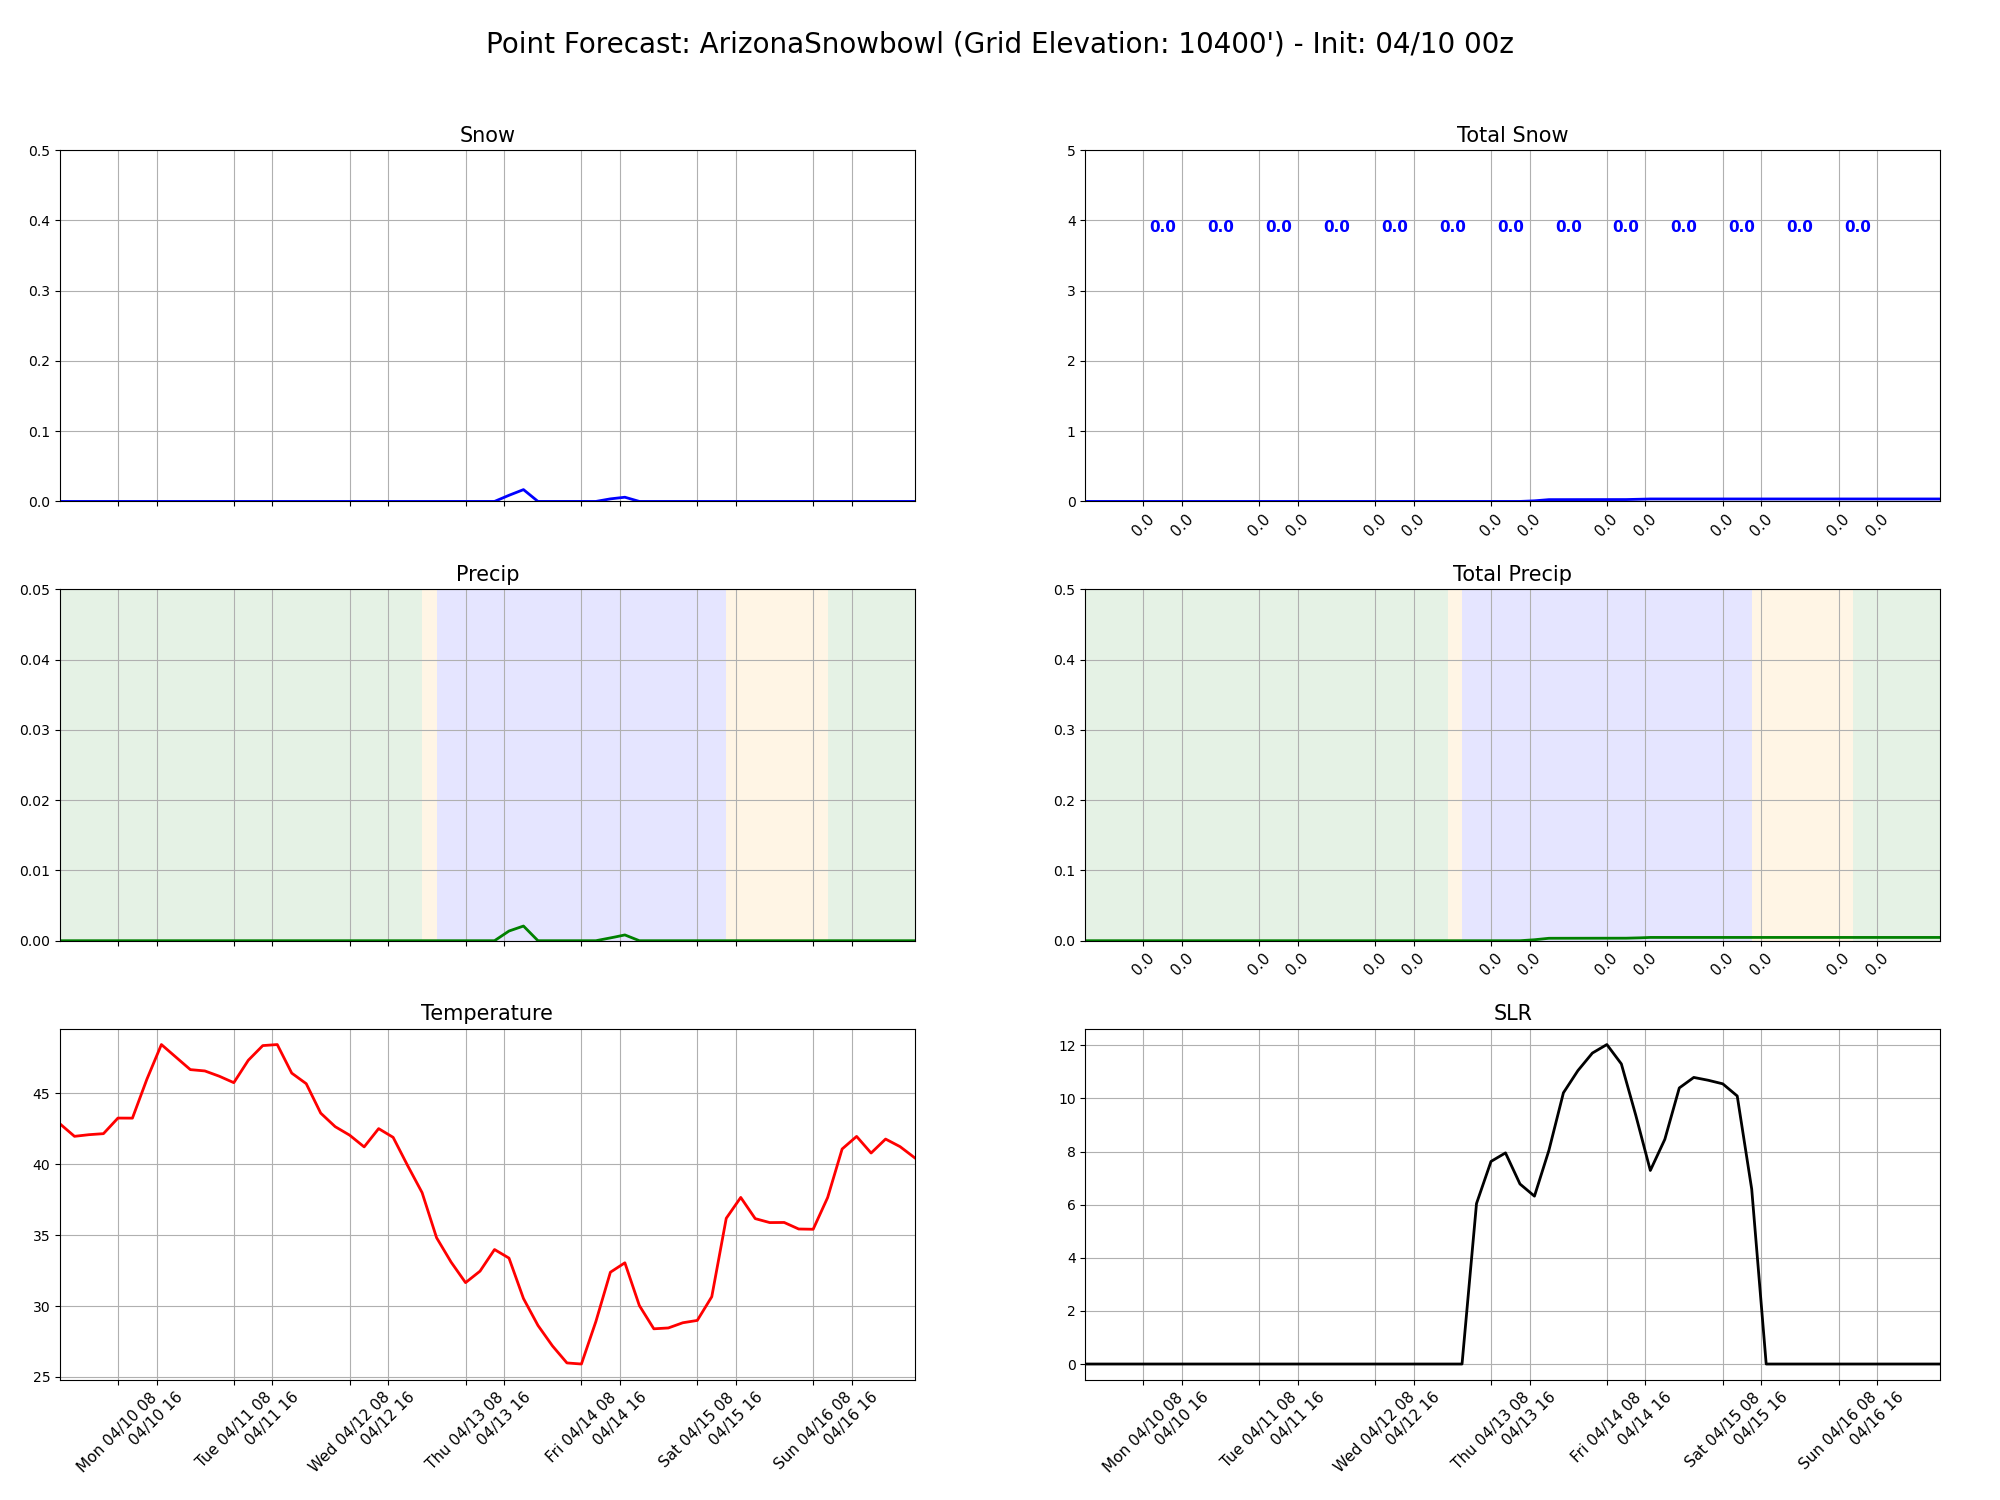 Point Forecast: ArizonaSnowbowl (Grid Elevation: 10400') - Init: 04/10 00z
Snow
0.5
0.4
0.3
0.2
0.1
0.0
Total Snow
5
4
3
2
1
0
0.0 0.0 0.0 0.0 0.0 0.0 0.0 0.0 0.0 0.0 0.0 0.0 0.0
0.0 0.0 0.0 0.0 0.0 0.0 0.0 0.0 0.0 0.0 0.0 0.0 0.0 0.0
Precip
0.05
0.04
0.03
0.02
0.01
0.00
Total Precip
0.5
0.4
0.3
0.2
0.1
0.0
0.0 0.0 0.0 0.0 0.0 0.0 0.0 0.0 0.0 0.0 0.0 0.0 0.0 0.0
Temperature
45
40
35
30
25
Mon 04/10 08
04/10 16
Tue 04/11 08
04/11 16
Wed 04/12 08
04/12 16
Thu 04/13 08
04/13 16
Fri 04/14 08
04/14 16
Sat 04/15 08
04/15 16
Sun 04/16 08
04/16 16
SLR
12
10
8
6
4
2
0
Mon 04/10 08
04/10 16
Tue 04/11 08
04/11 16
Wed 04/12 08
04/12 16
Thu 04/13 08
04/13 16
Fri 04/14 08
04/14 16
Sat 04/15 08
04/15 16
Sun 04/16 08
04/16 16